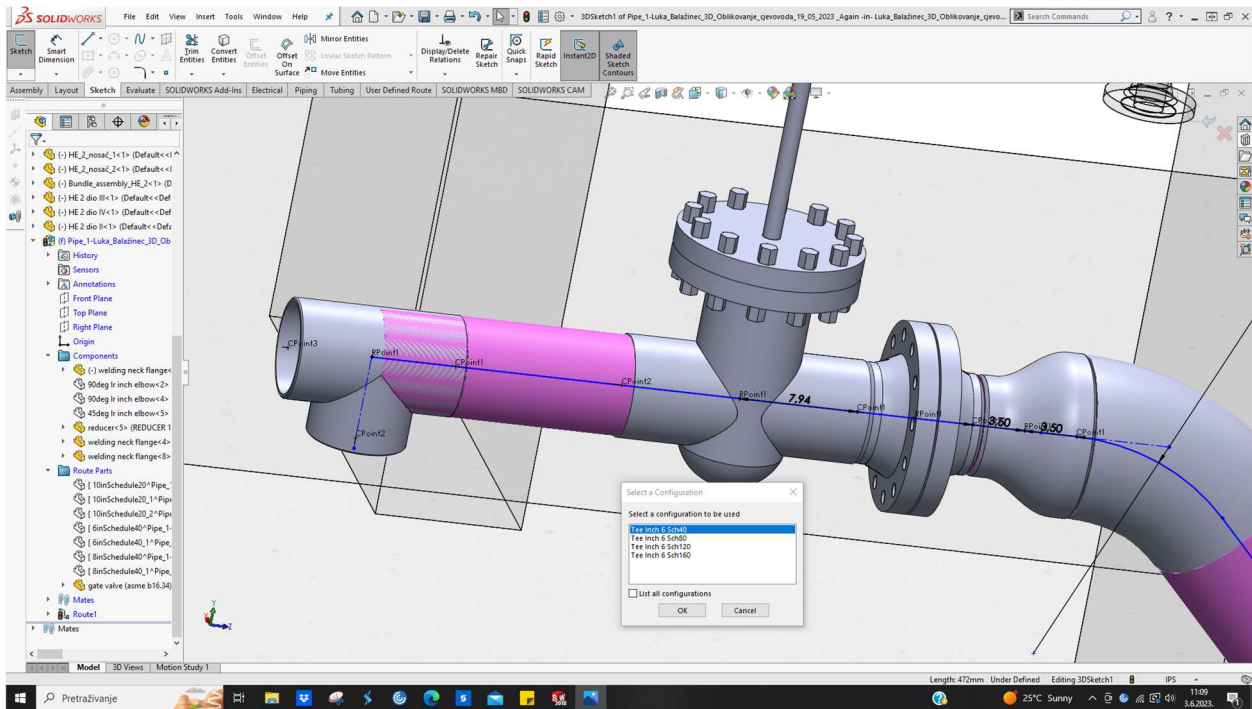 SOLIDWORKS
File Edit View Insert Tools Window Help
3DSketch1 of Pipe_1-Luka_Balažinec_3D_Oblikovanje_cjevovoda_19_05_2023 _Again -in- Luka_Balažinec_3D_Oblikovanje_cjevo...
Search Commands
Sketch
Smart Dimension
Trim Entities
Convert Entities
Offset Entities
Offset On Surface
Mirror Entities
Linear Sketch Pattern
Move Entities
Display/Delete Relations
Repair Sketch
Quick Snaps
Rapid Sketch
Instant2D
Shaded Sketch Contours
Assembly Layout Sketch Evaluate SOLIDWORKS Add-Ins Electrical Piping Tubing User Defined Route SOLIDWORKS MBD SOLIDWORKS CAM
(-) HE_2_nosač_1<1> (Default<<
(-) HE_2_nosač_2<1> (Default<<
(-) Bundle_assembly_HE_2<1> (D
(-) HE 2 dio III<1> (Default<<Def
(-) HE 2 dio IV<1> (Default<<Def
(-) HE 2 dio II<1> (Default<<Defa
(f) Pipe_1-Luka_Balažinec_3D_Ob
History
Sensors
Annotations
Front Plane
Top Plane
Right Plane
Origin
Components
(-) welding neck flange<
90deg lr inch elbow<2>
90deg lr inch elbow<4>
45deg lr inch elbow<5>
reducer<5> (REDUCER 1
welding neck flange<4>
welding neck flange<8>
Route Parts
[ 10inSchedule20^Pipe_
[ 10inSchedule20_1^Pipe
[ 10inSchedule20_2^Pipe
[ 6inSchedule40^Pipe_1-
[ 6inSchedule40_1^Pipe_
[ 8inSchedule40^Pipe_1-
[ 8inSchedule40_1^Pipe_
gate valve (asme b16.34)
Mates
Route1
Mates
CPoint3
RPoint1
CPoint1
CPoint2
CPoint2
RPoint1
7,94
CPoint1
RPoint1
3,50
3,50
CPoint1
Select a Configuration
Select a configuration to be used
Tee Inch 6 Sch40
Tee Inch 6 Sch80
Tee Inch 6 Sch120
Tee Inch 6 Sch160
List all configurations
OK Cancel
Y
Z
Model 3D Views Motion Study 1
Length: 472mm Under Defined Editing 3DSketch1 IPS
Pretraživanje
25°C Sunny
11:09
3.6.2023.